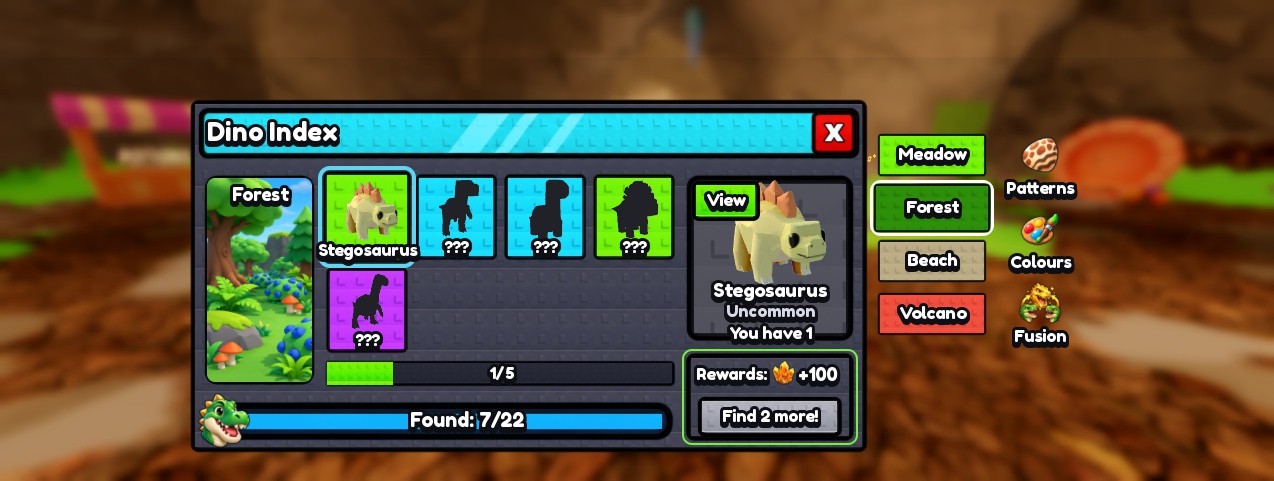 Dino Index
X
Forest
Stegosaurus
???
???
???
???
1/5
Found: 7/22
View
Stegosaurus
Uncommon
You have 1
Rewards: +100
Find 2 more!
Meadow
Forest
Beach
Volcano
Patterns
Colours
Fusion